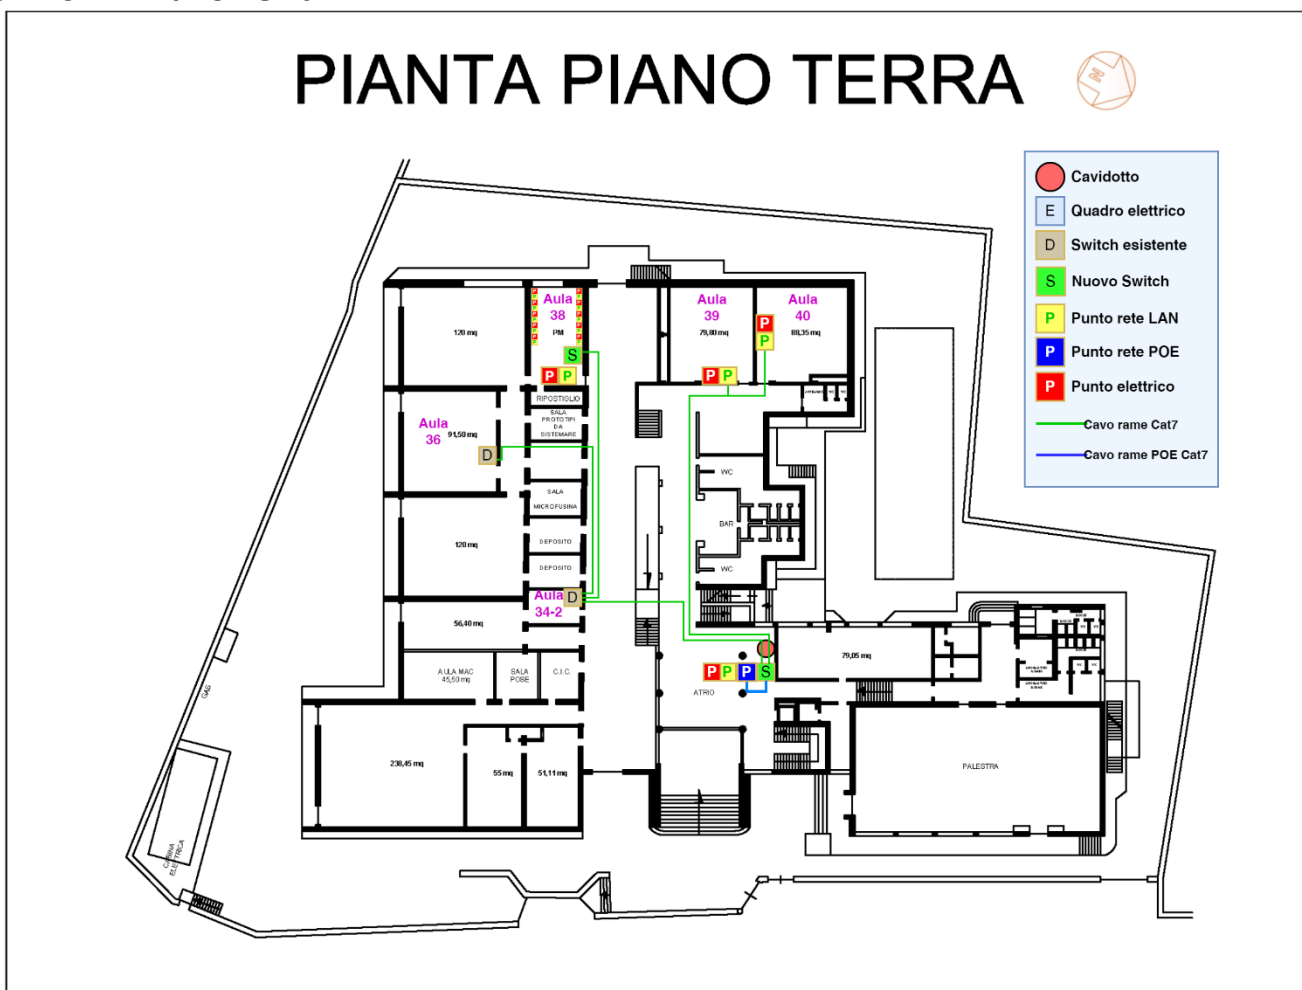 PIANTA PIANO TERRA
N
Cavidotto
E Quadro elettrico
D Switch esistente
S Nuovo Switch
P Punto rete LAN
P Punto rete POE
P Punto elettrico
Cavo rame Cat7
Cavo rame POE Cat7
120 mq
Aula
38
PM
S
P P
Aula
39
79,80 mq
P P
Aula
40
88,35 mq
P
P
RIPOSTIGLIO
SALA
PROTOTIPI
DA
SISTEMARE
Aula
36
91,50 mq
D
SALA
MICROFUSINA
WC
BAR
WC
120 mq
DEPOSITO
DEPOSITO
Aula
34-2
D
56,40 mq
AULA MAC
45,50 mq
SALA
POSE
C.I.C.
P P P S
ATRIO
79,05 mq
238,45 mq
55 mq
51,11 mq
PALESTRA
GAS
CABINA
ELETTRICA